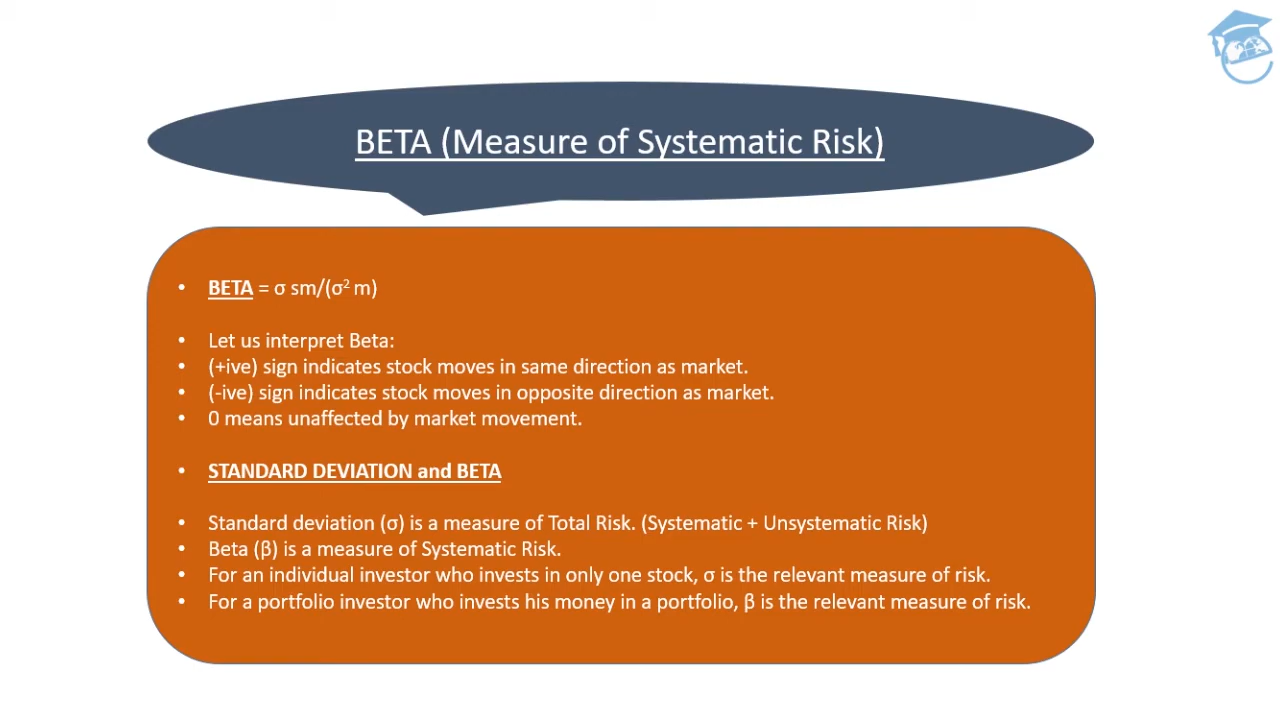 BETA (Measure of Systematic Risk)
• BETA = σ sm/(σ² m)
• Let us interpret Beta:
• (+ive) sign indicates stock moves in same direction as market.
• (-ive) sign indicates stock moves in opposite direction as market.
• 0 means unaffected by market movement.
• STANDARD DEVIATION and BETA
• Standard deviation (σ) is a measure of Total Risk. (Systematic + Unsystematic Risk)
• Beta (β) is a measure of Systematic Risk.
• For an individual investor who invests in only one stock, σ is the relevant measure of risk.
• For a portfolio investor who invests his money in a portfolio, β is the relevant measure of risk.